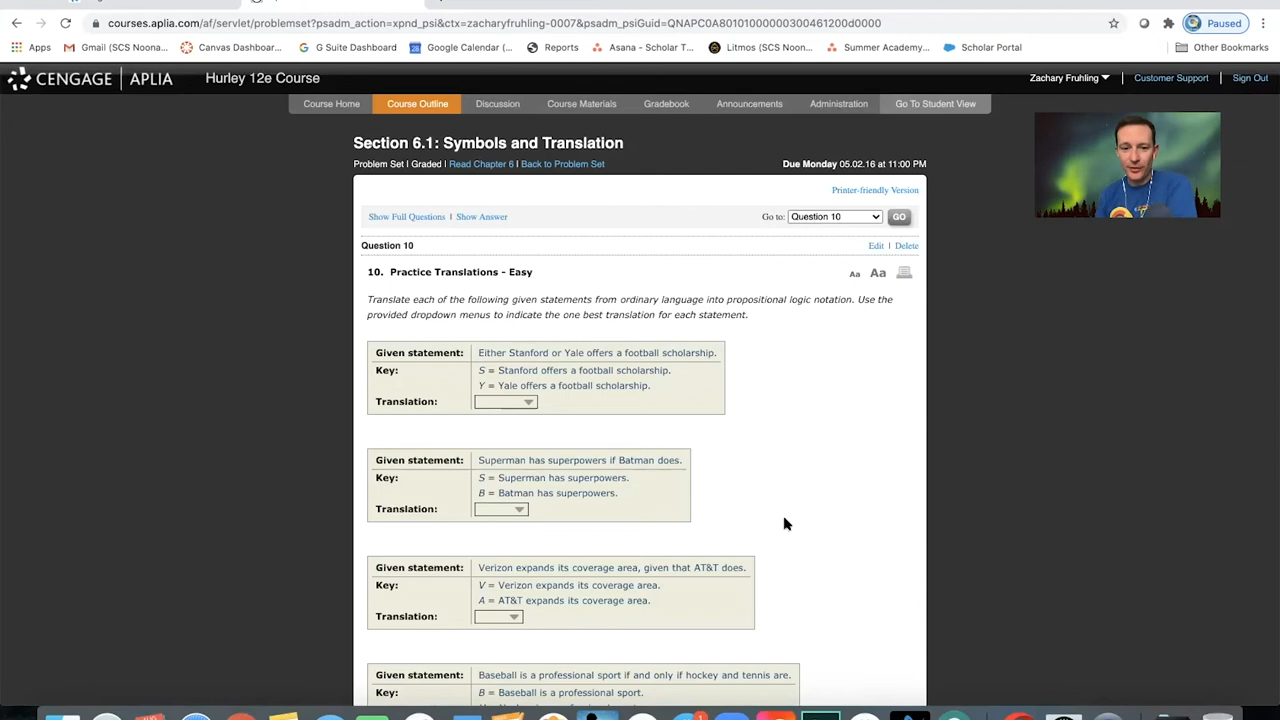 courses.aplia.com/af/servlet/problemset?psadm_action=xpnd_psi&ctx=zacharyfruhling-0007&psadm_psiGuid=QNAPC0A80101000000300461200d0000
Paused
Apps
Gmail (SCS Noona...
Canvas Dashboar...
G Suite Dashboard
Google Calendar (...
Reports
Asana - Scholar T...
Litmos (SCS Noon...
Summer Academy...
Scholar Portal
Other Bookmarks
CENGAGE | APLIA
Hurley 12e Course
Zachary Fruhling
Customer Support
Sign Out
Course Home
Course Outline
Discussion
Course Materials
Gradebook
Announcements
Administration
Go To Student View
Section 6.1: Symbols and Translation
Problem Set | Graded | Read Chapter 6 | Back to Problem Set
Due Monday 05.02.16 at 11:00 PM
Printer-friendly Version
Show Full Questions | Show Answer
Go to: Question 10 GO
Question 10
Edit | Delete
10. Practice Translations - Easy
Aa Aa
Translate each of the following given statements from ordinary language into propositional logic notation. Use the
provided dropdown menus to indicate the one best translation for each statement.
Given statement: Either Stanford or Yale offers a football scholarship.
Key: S = Stanford offers a football scholarship.
Y = Yale offers a football scholarship.
Translation:
Given statement: Superman has superpowers if Batman does.
Key: S = Superman has superpowers.
B = Batman has superpowers.
Translation:
Given statement: Verizon expands its coverage area, given that AT&T does.
Key: V = Verizon expands its coverage area.
A = AT&T expands its coverage area.
Translation:
Given statement: Baseball is a professional sport if and only if hockey and tennis are.
Key: B = Baseball is a professional sport.